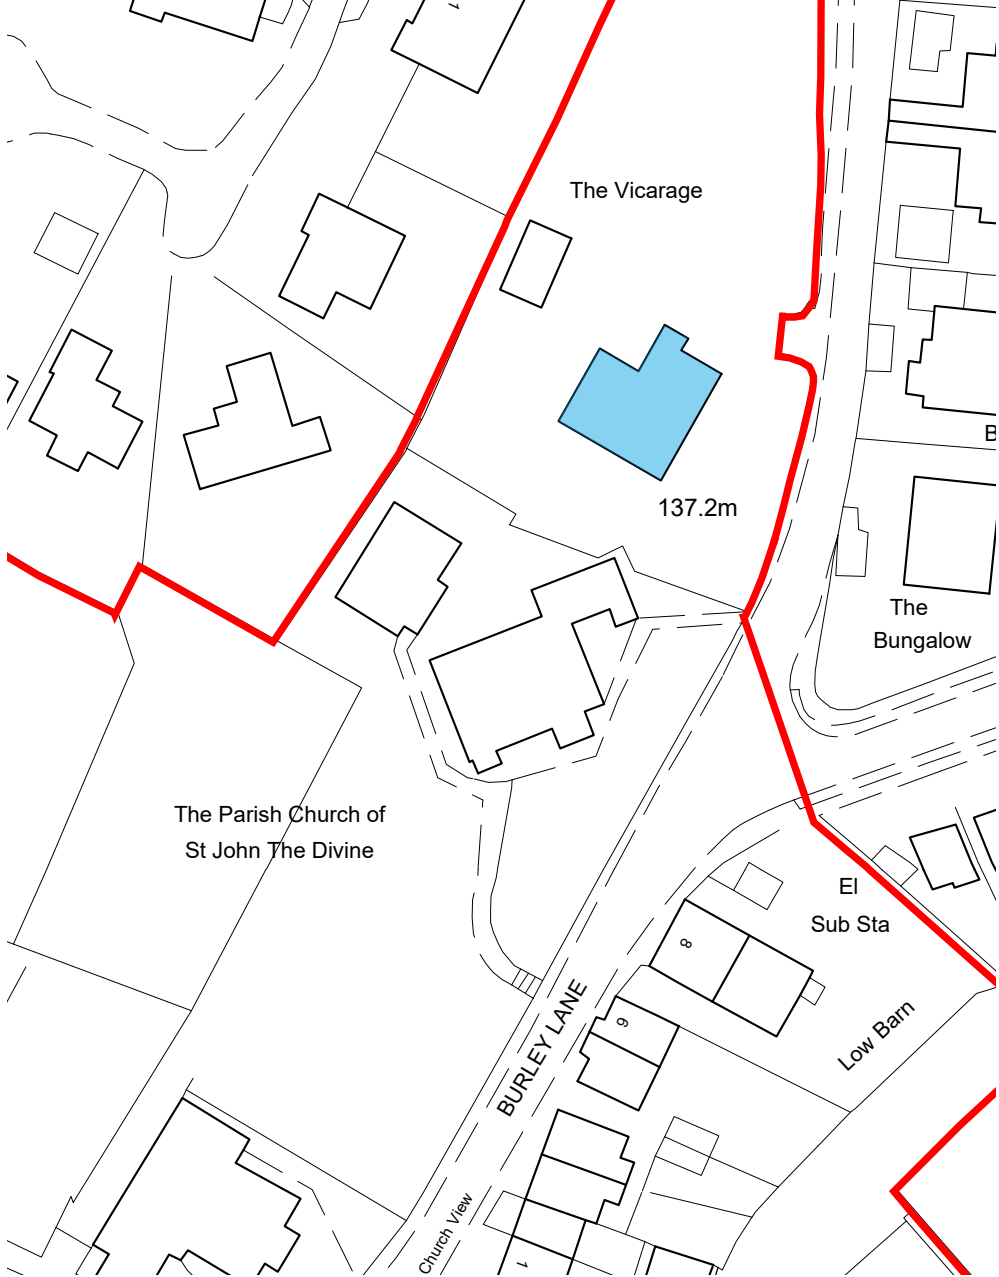 1
The Vicarage
B
137.2m
The
Bungalow
The Parish Church of
St John The Divine
El
Sub Sta
8
9
BURLEY LANE
Low Barn
Church View
1